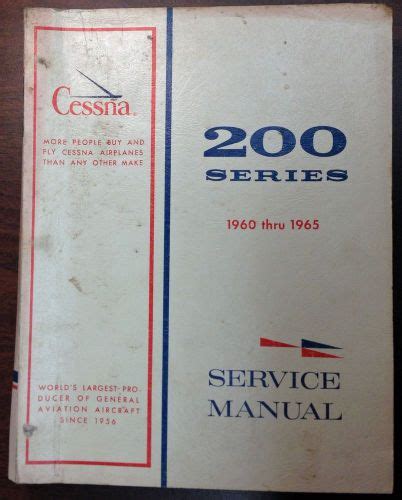 Cessna
MORE PEOPLE BUY AND
FLY CESSNA AIRPLANES
THAN ANY OTHER MAKE
WORLD'S LARGEST PRO-
DUCER OF GENERAL
AVIATION AIRCRAFT
SINCE 1956
200
SERIES
1960 thru 1965
SERVICE
MANUAL